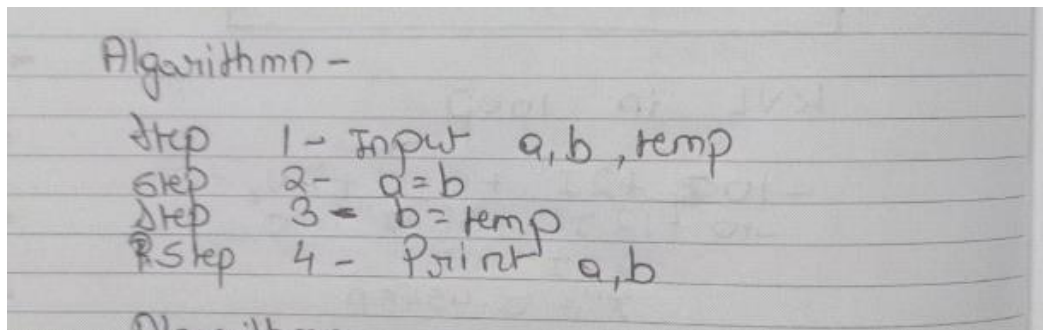 Algorithmn -
Step 1 - Input a, b, temp
Step 2 - a = b
Step 3 - b = temp
Step 4 - Print a, b